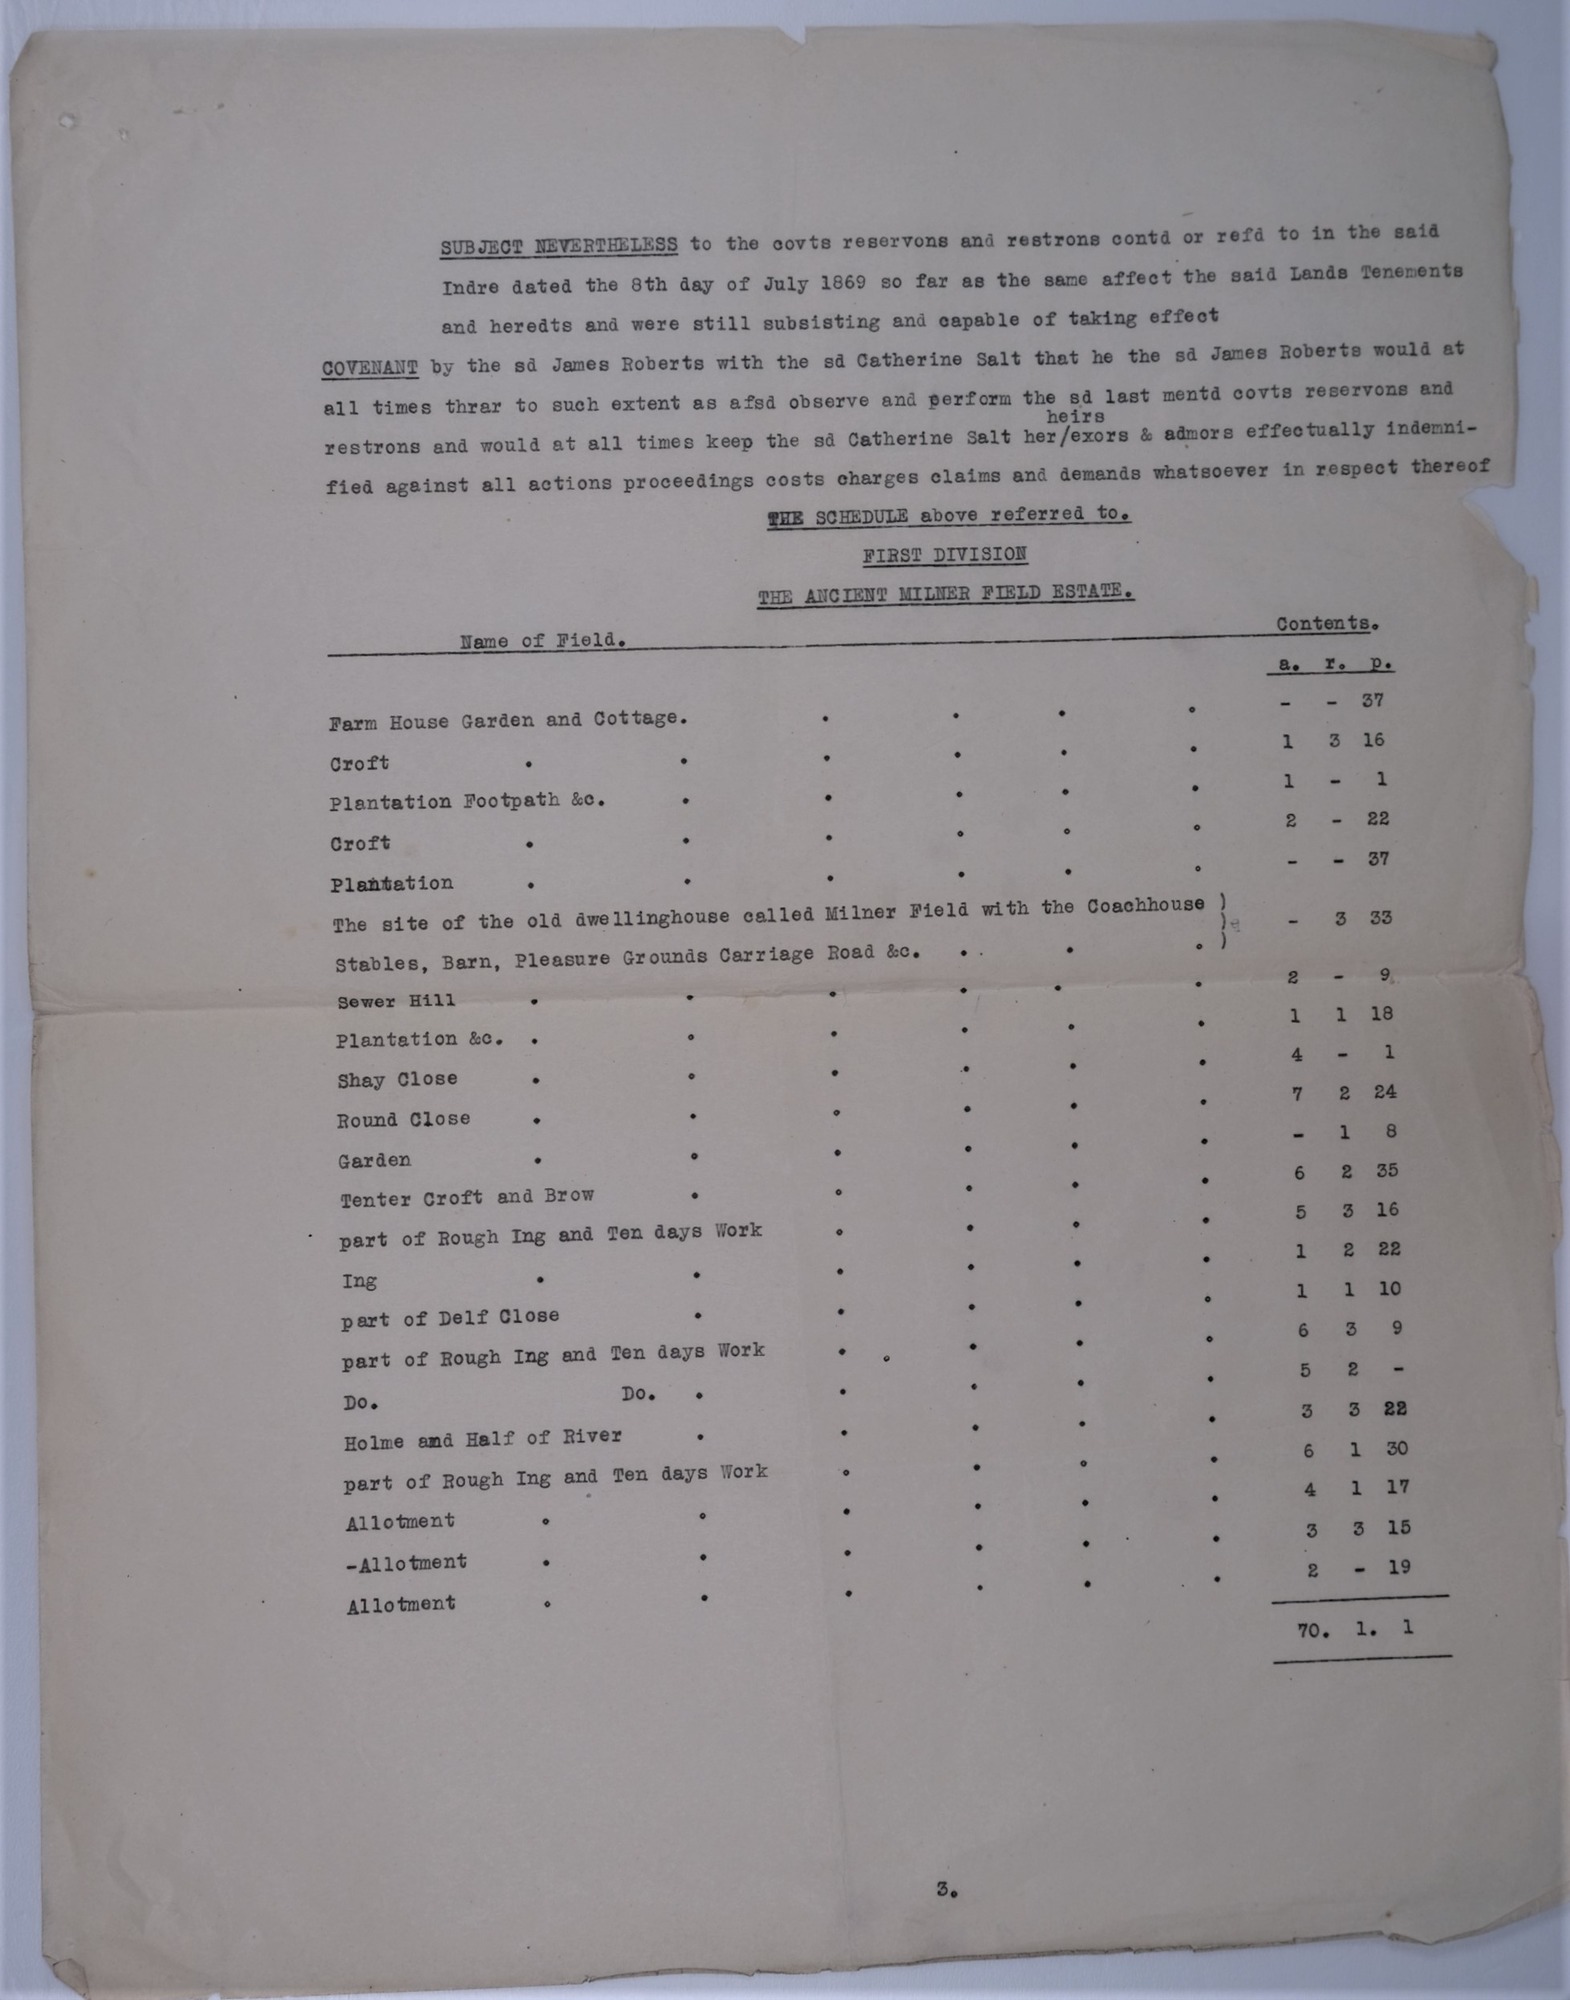 SUBJECT NEVERTHELESS to the covts reservons and restrons contd or refd to in the said
Indre dated the 8th day of July 1869 so far as the same affect the said Lands Tenements
and heredts and were still subsisting and capable of taking effect
COVENANT by the sd James Roberts with the sd Catherine Salt that he the sd James Roberts would at
all times thrar to such extent as afsd observe and perform the sd last mentd covts reservons and
heirs
restrons and would at all times keep the sd Catherine Salt her/exors & admors effectually indemni-
fied against all actions proceedings costs charges claims and demands whatsoever in respect thereof
THE SCHEDULE above referred to.
FIRST DIVISION
THE ANCIENT MILNER FIELD ESTATE.
Name of Field. Contents.
a. r. p.
Farm House Garden and Cottage. . . . . - - 37
Croft . . . . . . 1 3 16
Plantation Footpath &c. . . . . . 1 - 1
Croft . . . . . . 2 - 22
Plantation . . . . . . - - 37
The site of the old dwellinghouse called Milner Field with the Coachhouse )
) - 3 33
Stables, Barn, Pleasure Grounds Carriage Road &c. . . . )
Sewer Hill . . . . . . 2 - 9
Plantation &c. . . . . . . 1 1 18
Shay Close . . . . . . 4 - 1
Round Close . . . . . . 7 2 24
Garden . . . . . . - 1 8
Tenter Croft and Brow . . . . . 6 2 35
part of Rough Ing and Ten days Work . . . . 5 3 16
Ing . . . . . . 1 2 22
part of Delf Close . . . . . 1 1 10
part of Rough Ing and Ten days Work . . . . . 6 3 9
Do. Do. . . . . . 5 2 -
Holme and Half of River . . . . . 3 3 22
part of Rough Ing and Ten days Work . . . . 6 1 30
Allotment . . . . . . 4 1 17
-Allotment . . . . . . 3 3 15
Allotment . . . . . . 2 - 19
70. 1. 1
3.